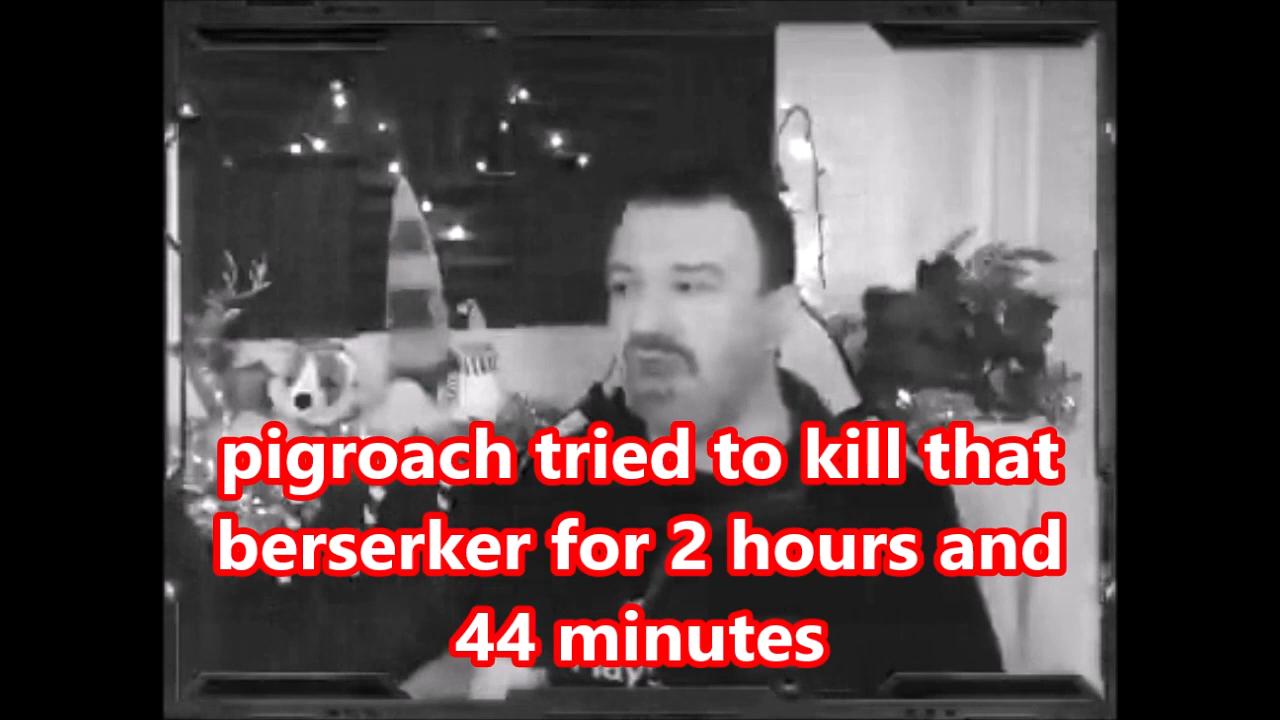 pigroach tried to kill that
berserker for 2 hours and
44 minutes